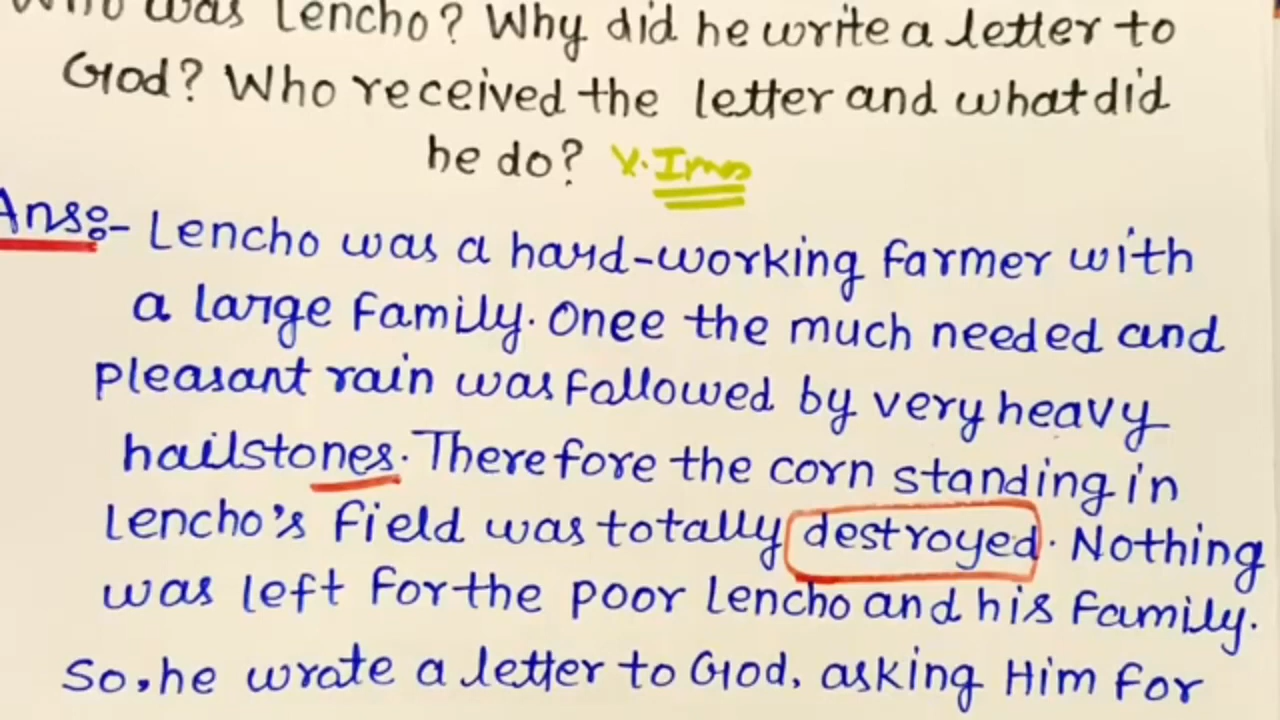 Who was Lencho? Why did he write a letter to
God? Who received the letter and what did
he do? V.Imp
Ans:- Lencho was a hard-working farmer with
a large family. Onee the much needed and
pleasant rain was followed by very heavy
hailstones. Therefore the corn standing in
Lencho's field was totally destroyed. Nothing
was left for the poor Lencho and his family.
So, he wrote a letter to God, asking Him for